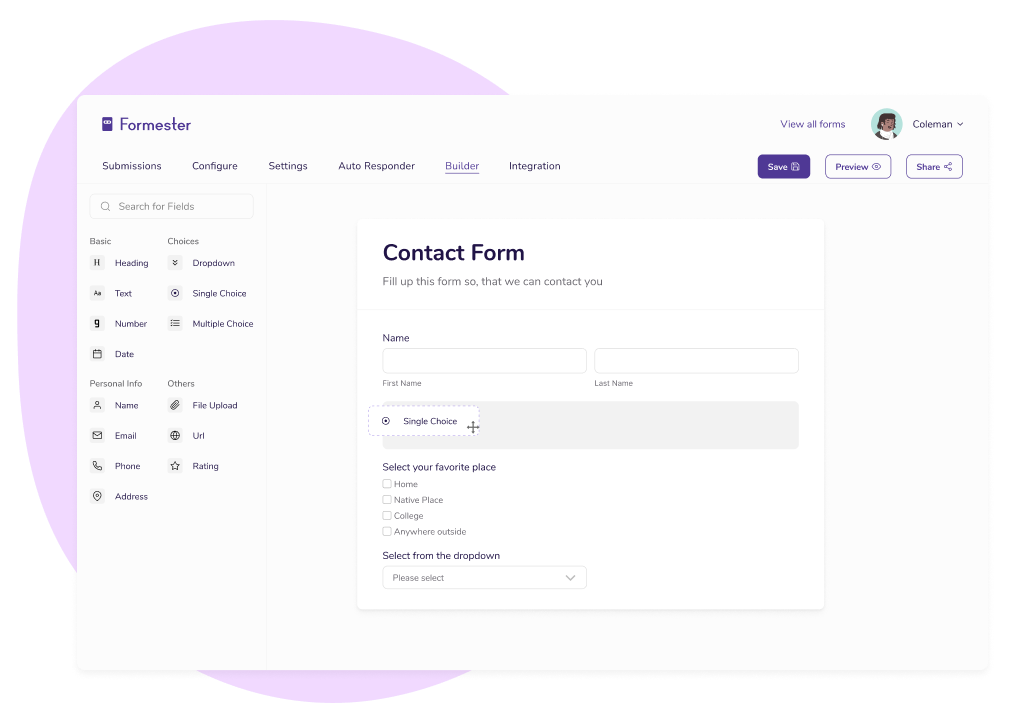 Formester
View all forms
Coleman
Submissions Configure Settings Auto Responder Builder Integration
Save Preview Share
Search for Fields
Basic
H Heading
Aa Text
9 Number
Date
Choices
Dropdown
Single Choice
Multiple Choice
Personal Info
Name
Email
Phone
Address
Others
File Upload
Url
Rating
Contact Form
Fill up this form so, that we can contact you
Name
First Name Last Name
Single Choice
Select your favorite place
Home
Native Place
College
Anywhere outside
Select from the dropdown
Please select